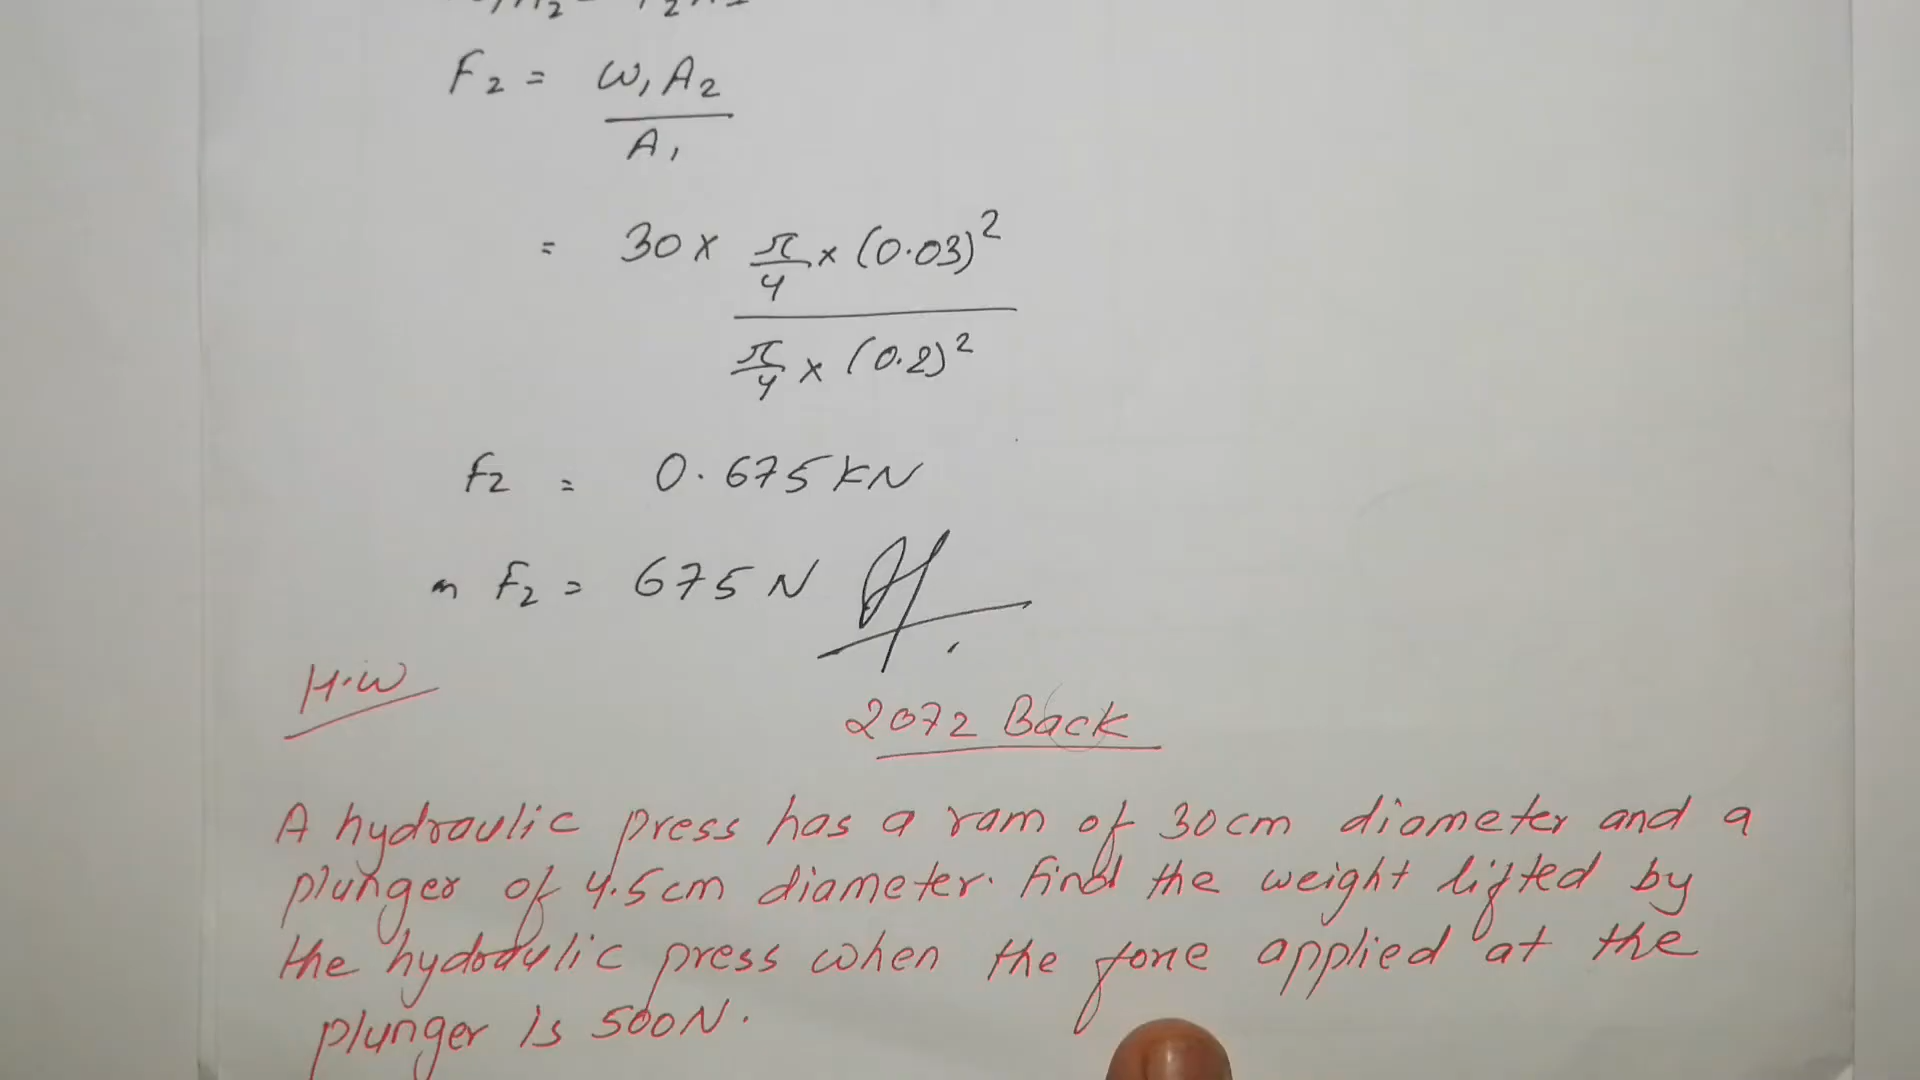 F2 = W1A2
A1
= 30 x π/4 x (0.03)²
π/4 x (0.2)²
F2 = 0.675 KN
F2 = 675 N
H.W
2072 Back
A hydraulic press has a ram of 30cm diameter and a
plunger of 4.5cm diameter. Find the weight lifted by
the hydraulic press when the force applied at the
plunger is 500N.